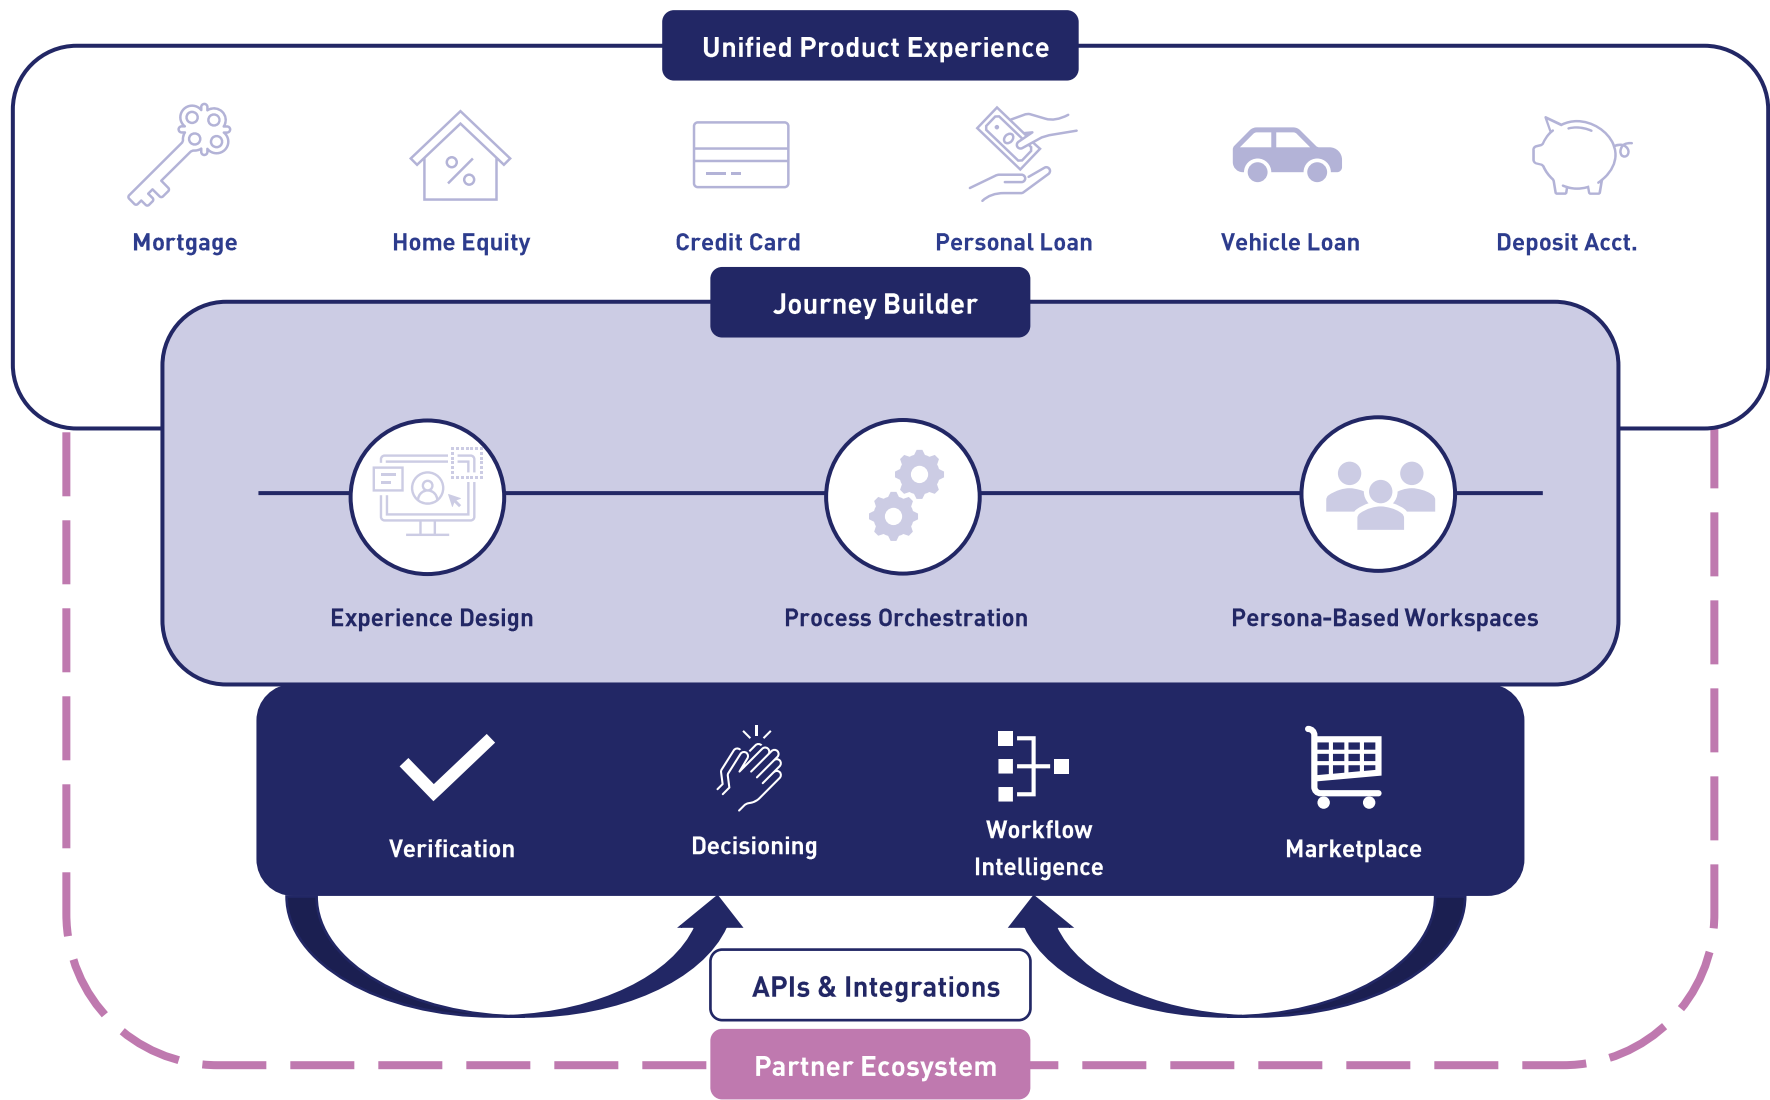 Unified Product Experience
Mortgage
Home Equity
Credit Card
Personal Loan
Vehicle Loan
Deposit Acct.
Journey Builder
Experience Design
Process Orchestration
Persona-Based Workspaces
Verification
Decisioning
Workflow
Intelligence
Marketplace
APIs & Integrations
Partner Ecosystem